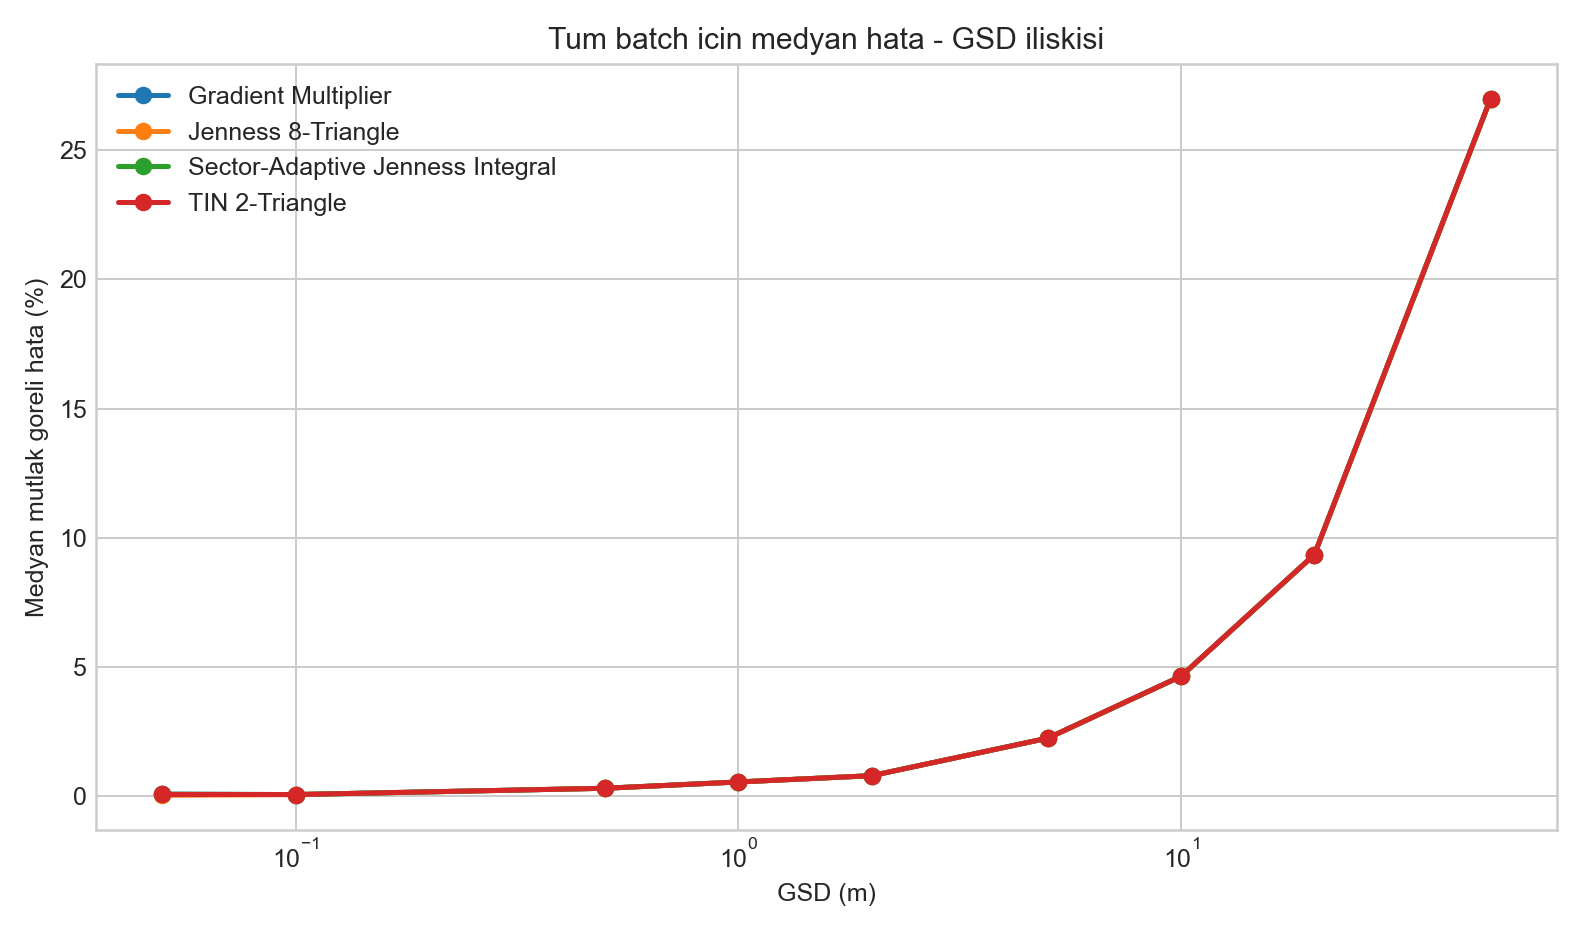 Tum batch icin medyan hata - GSD iliskisi
Gradient Multiplier
Jenness 8-Triangle
Sector-Adaptive Jenness Integral
TIN 2-Triangle
Medyan mutlak goreli hata (%)
25
20
15
10
5
0
10⁻¹
10⁰
10¹
GSD (m)